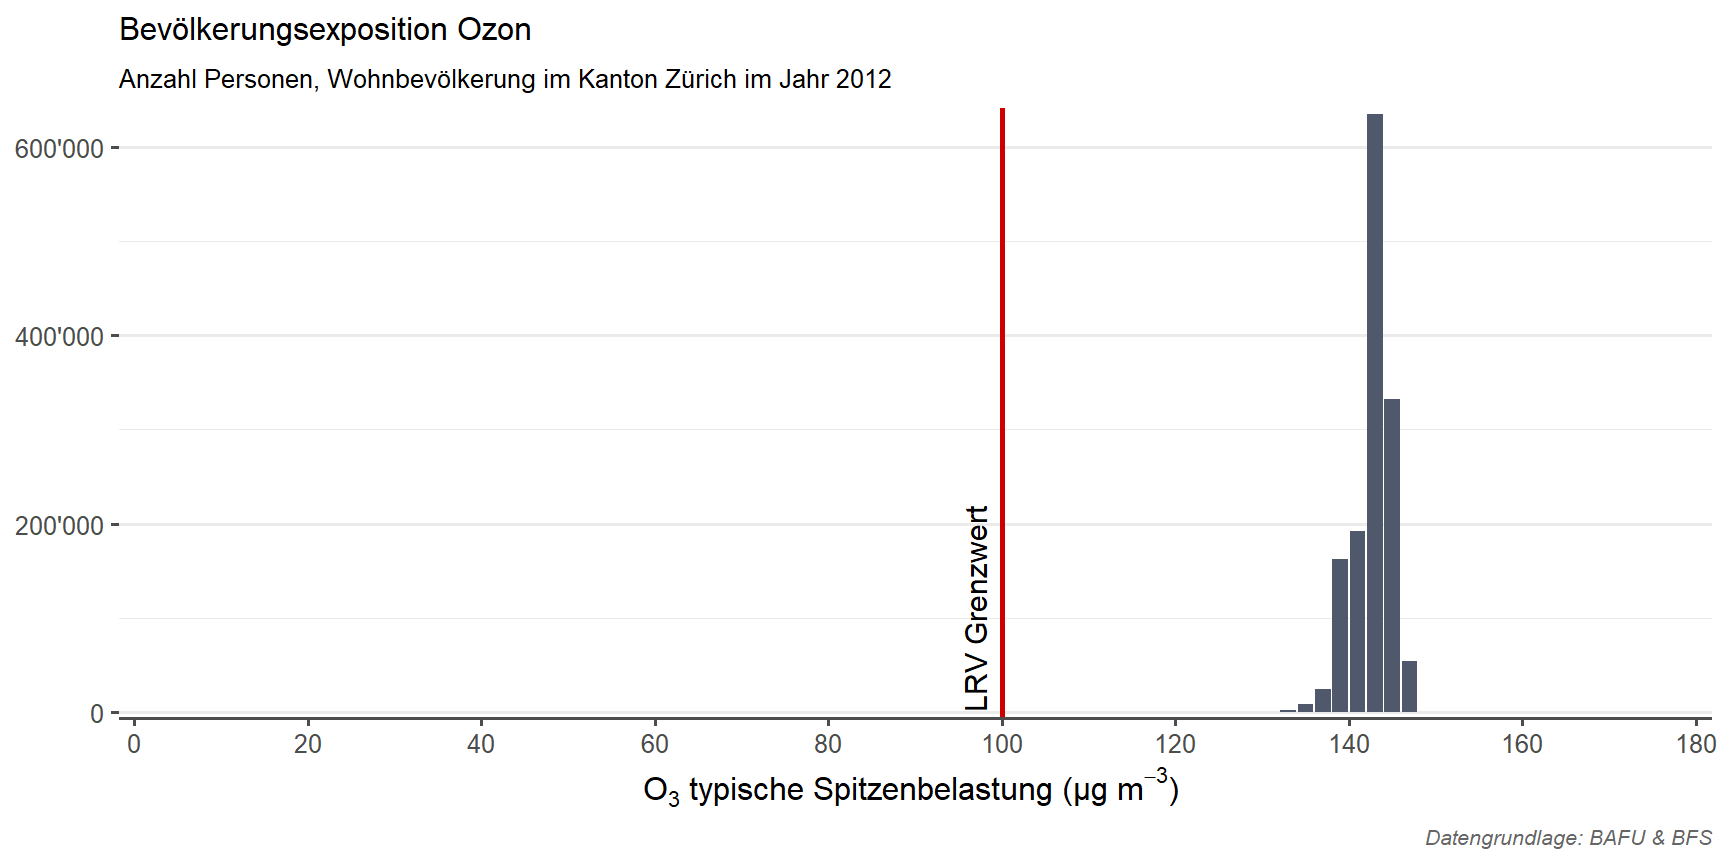 Bevölkerungsexposition Ozon
Anzahl Personen, Wohnbevölkerung im Kanton Zürich im Jahr 2012
600'000
400'000
200'000
0
LRV Grenzwert
0 20 40 60 80 100 120 140 160 180
O₃ typische Spitzenbelastung (µg m⁻³)
Datengrundlage: BAFU & BFS